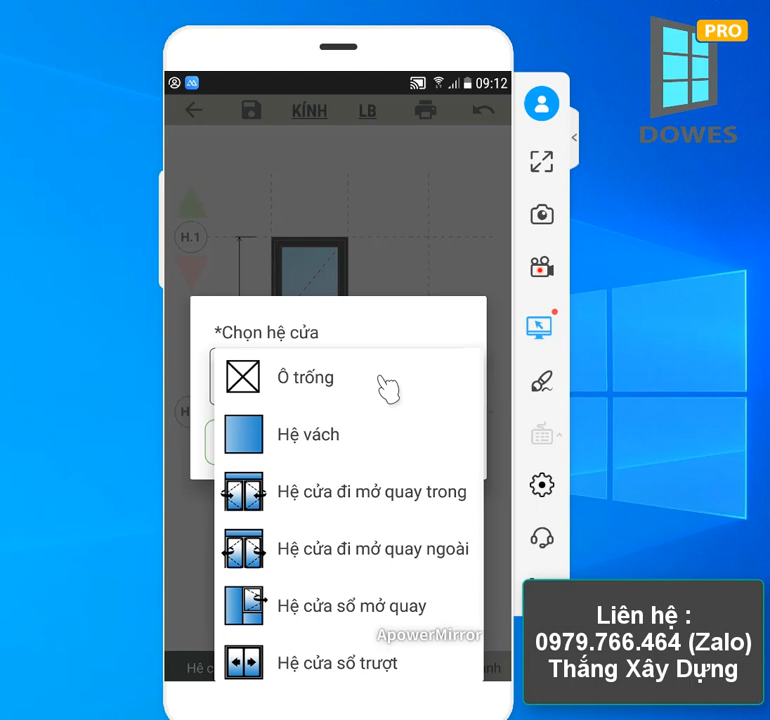 PRO
DOWES
09:12
KÍNH
LB
H.1
*Chọn hệ cửa
Ô trống
Hệ vách
Hệ cửa đi mở quay trong
Hệ cửa đi mở quay ngoài
Hệ cửa sổ mở quay
ApowerMirror
Hệ cửa sổ trượt
Liên hệ :
0979.766.464 (Zalo)
Thắng Xây Dựng